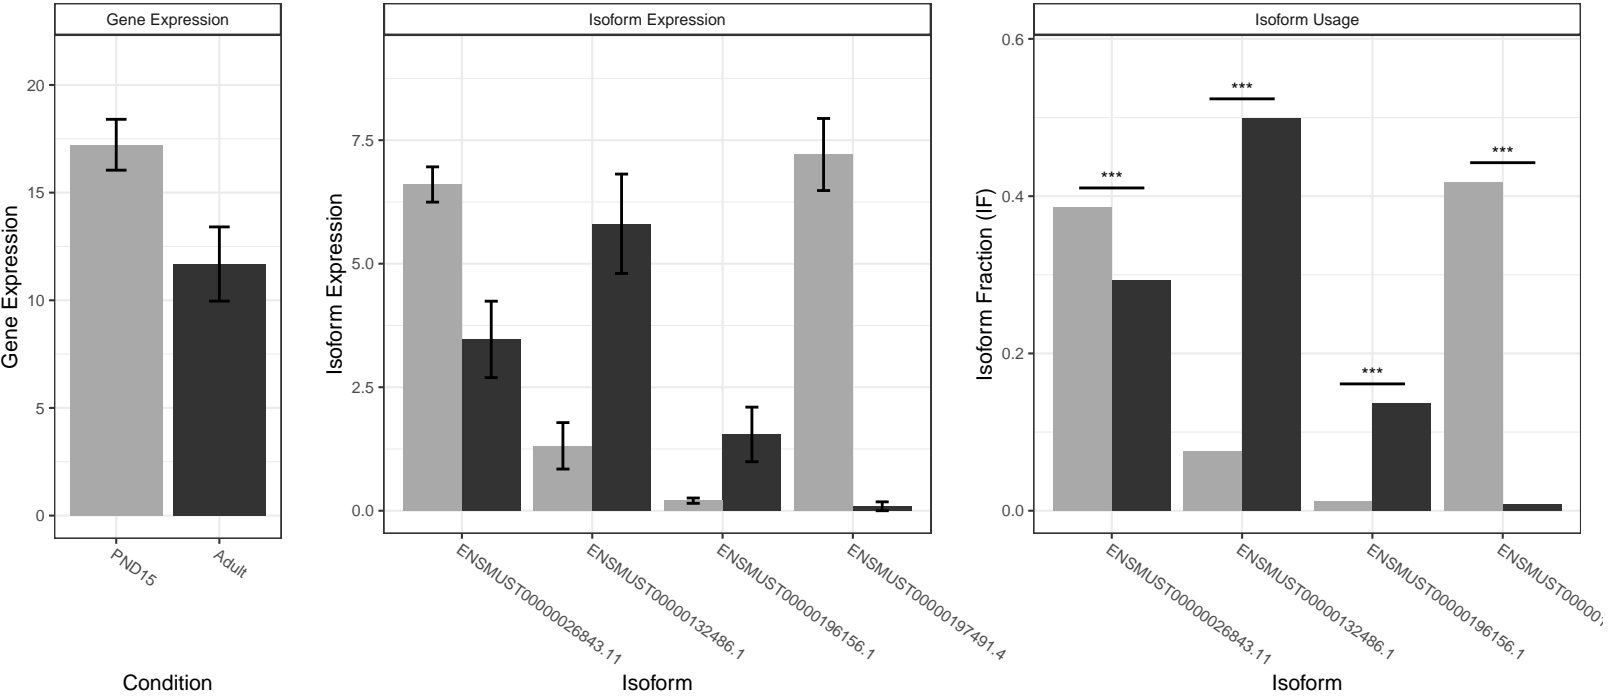 Gene Expression
Gene Expression
20
15
10
5
0
PND15
Adult
Condition
Isoform Expression
Isoform Expression
7.5
5.0
2.5
0.0
ENSMUST00000026843.11
ENSMUST00000132486.1
ENSMUST00000196156.1
ENSMUST00000197491.4
Isoform
Isoform Usage
Isoform Fraction (IF)
0.6
0.4
0.2
0.0
***
***
***
***
ENSMUST00000026843.11
ENSMUST00000132486.1
ENSMUST00000196156.1
Isoform